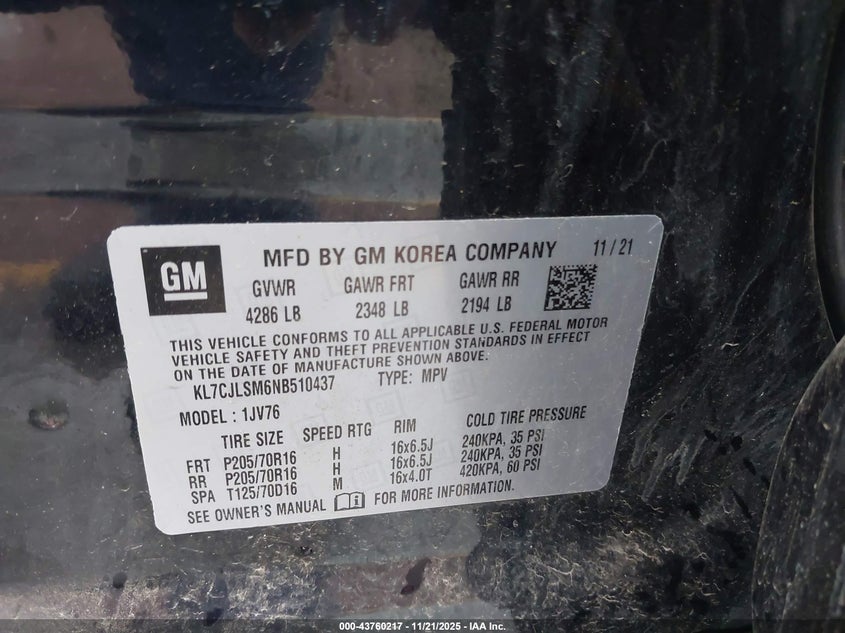 GM
MFD BY GM KOREA COMPANY 11/21
GVWR GAWR FRT GAWR RR
4286 LB 2348 LB 2194 LB
THIS VEHICLE CONFORMS TO ALL APPLICABLE U.S. FEDERAL MOTOR
VEHICLE SAFETY AND THEFT PREVENTION STANDARDS IN EFFECT
ON THE DATE OF MANUFACTURE SHOWN ABOVE.
KL7CJLSM6NB510437 TYPE: MPV
MODEL : 1JV76
TIRE SIZE SPEED RTG RIM COLD TIRE PRESSURE
FRT P205/70R16 H 16x6.5J 240KPA, 35 PSI
RR P205/70R16 H 16x6.5J 240KPA, 35 PSI
SPA T125/70D16 M 16x4.0T 420KPA, 60 PSI
SEE OWNER'S MANUAL FOR MORE INFORMATION.
000-43760217 - 11/21/2025 - IAA Inc.